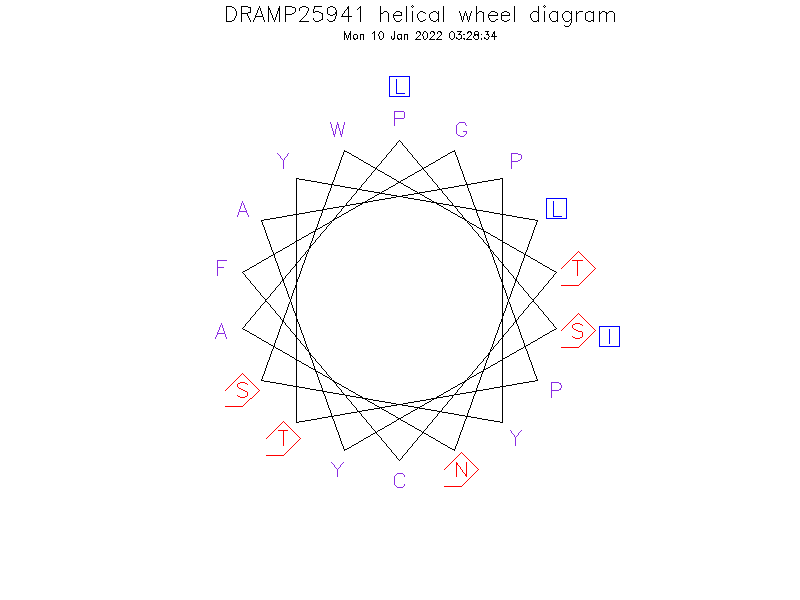 DRAMP25941 helical wheel diagram
Mon 10 Jan 2022 03:28:34
L
W P G
Y P
A L
F T
A S I
S P
T Y
Y N
C